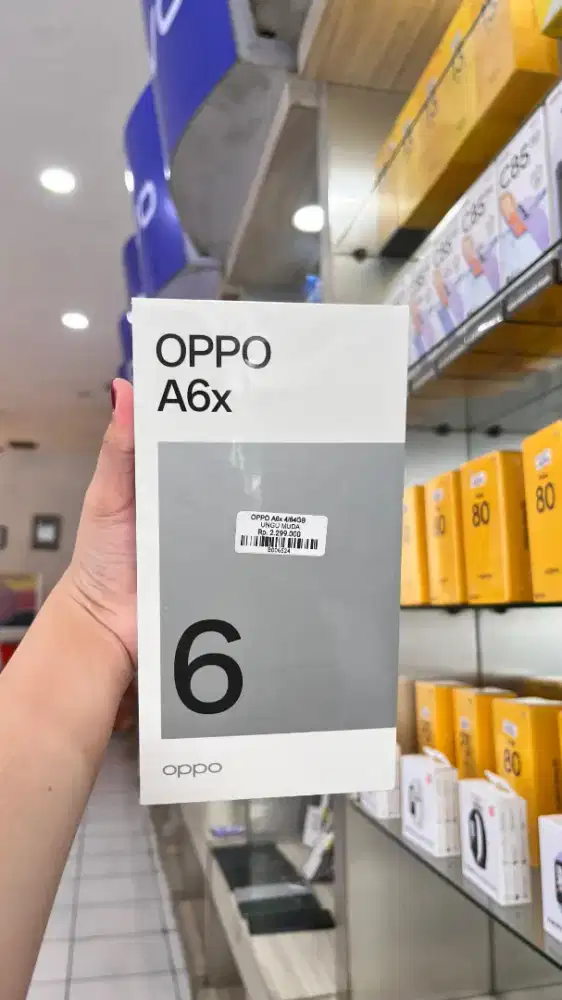 OPPO
A6x
OPPO A6x 4/64GB
UNGU MUDA
Rp. 2.299.000
6
oppo
C85
C85
C85
80
80
80
80